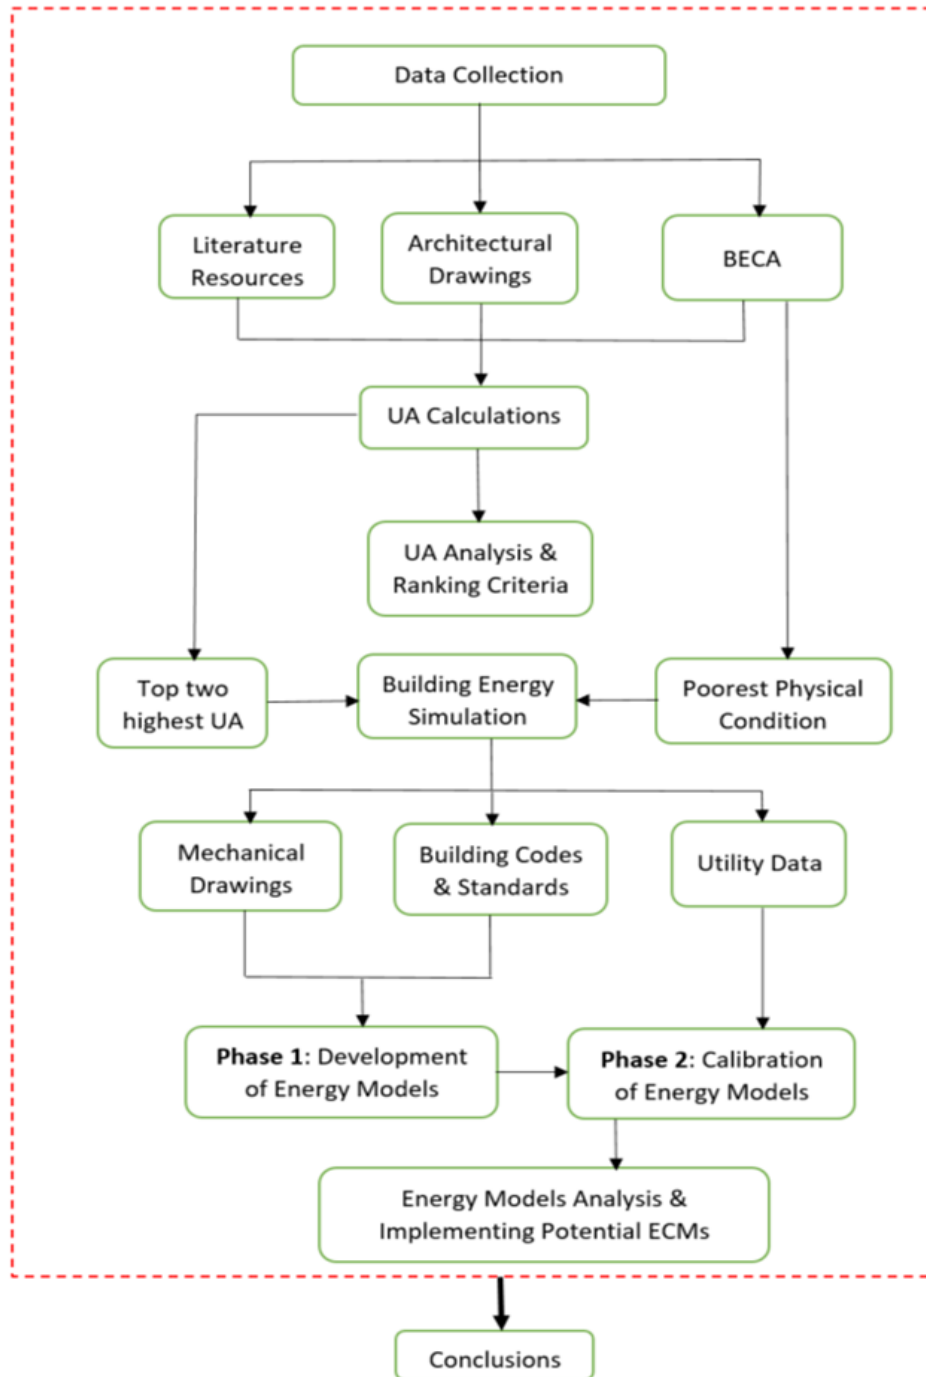 Data Collection
Literature
Resources
Architectural
Drawings
BECA
UA Calculations
UA Analysis &
Ranking Criteria
Top two
highest UA
Building Energy
Simulation
Poorest Physical
Condition
Mechanical
Drawings
Building Codes
& Standards
Utility Data
Phase 1: Development
of Energy Models
Phase 2: Calibration
of Energy Models
Energy Models Analysis &
Implementing Potential ECMs
Conclusions